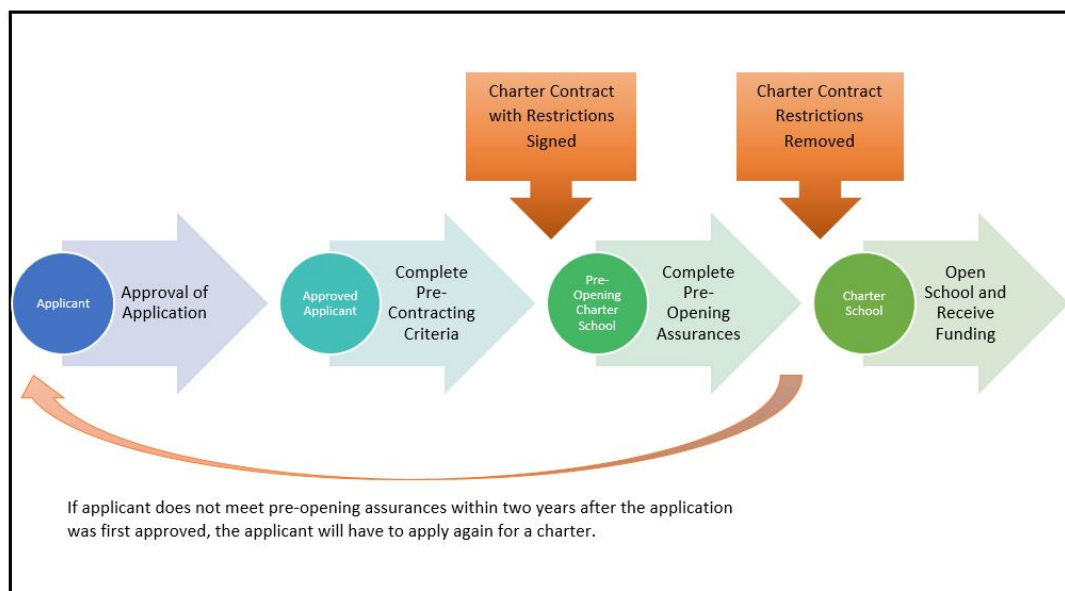 Charter Contract
with Restrictions
Signed
Charter Contract
Restrictions
Removed
Applicant
Approval of
Application
Approved
Applicant
Complete
Pre-
Contracting
Criteria
Pre-
Opening
Charter
School
Complete
Pre-
Opening
Assurances
Charter
School
Open
School and
Receive
Funding
If applicant does not meet pre-opening assurances within two years after the application
was first approved, the applicant will have to apply again for a charter.